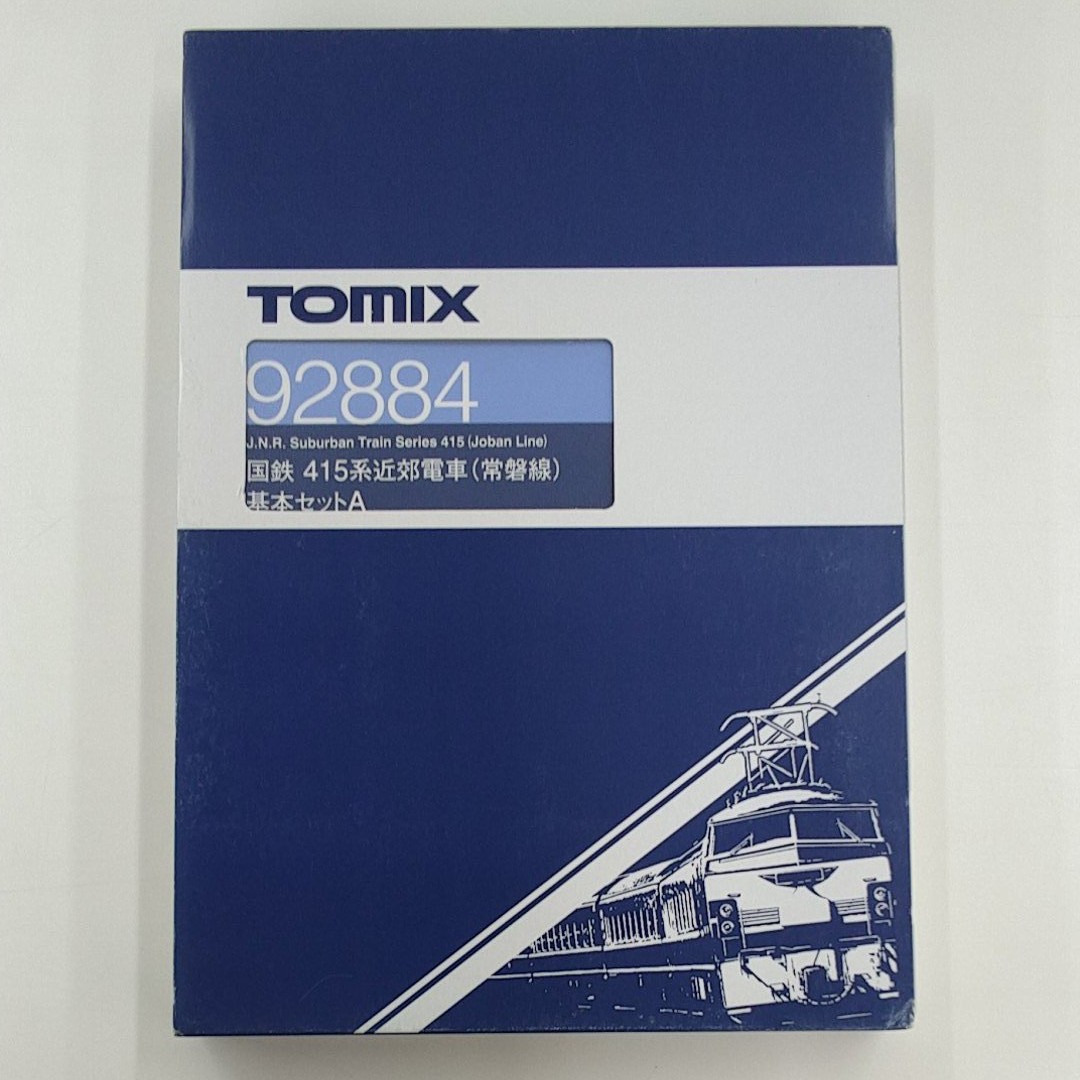 TOMIX
92884
J.N.R. Suburban Train Series 415 (Joban Line)
国鉄 415系近郊電車(常磐線)
基本セットA